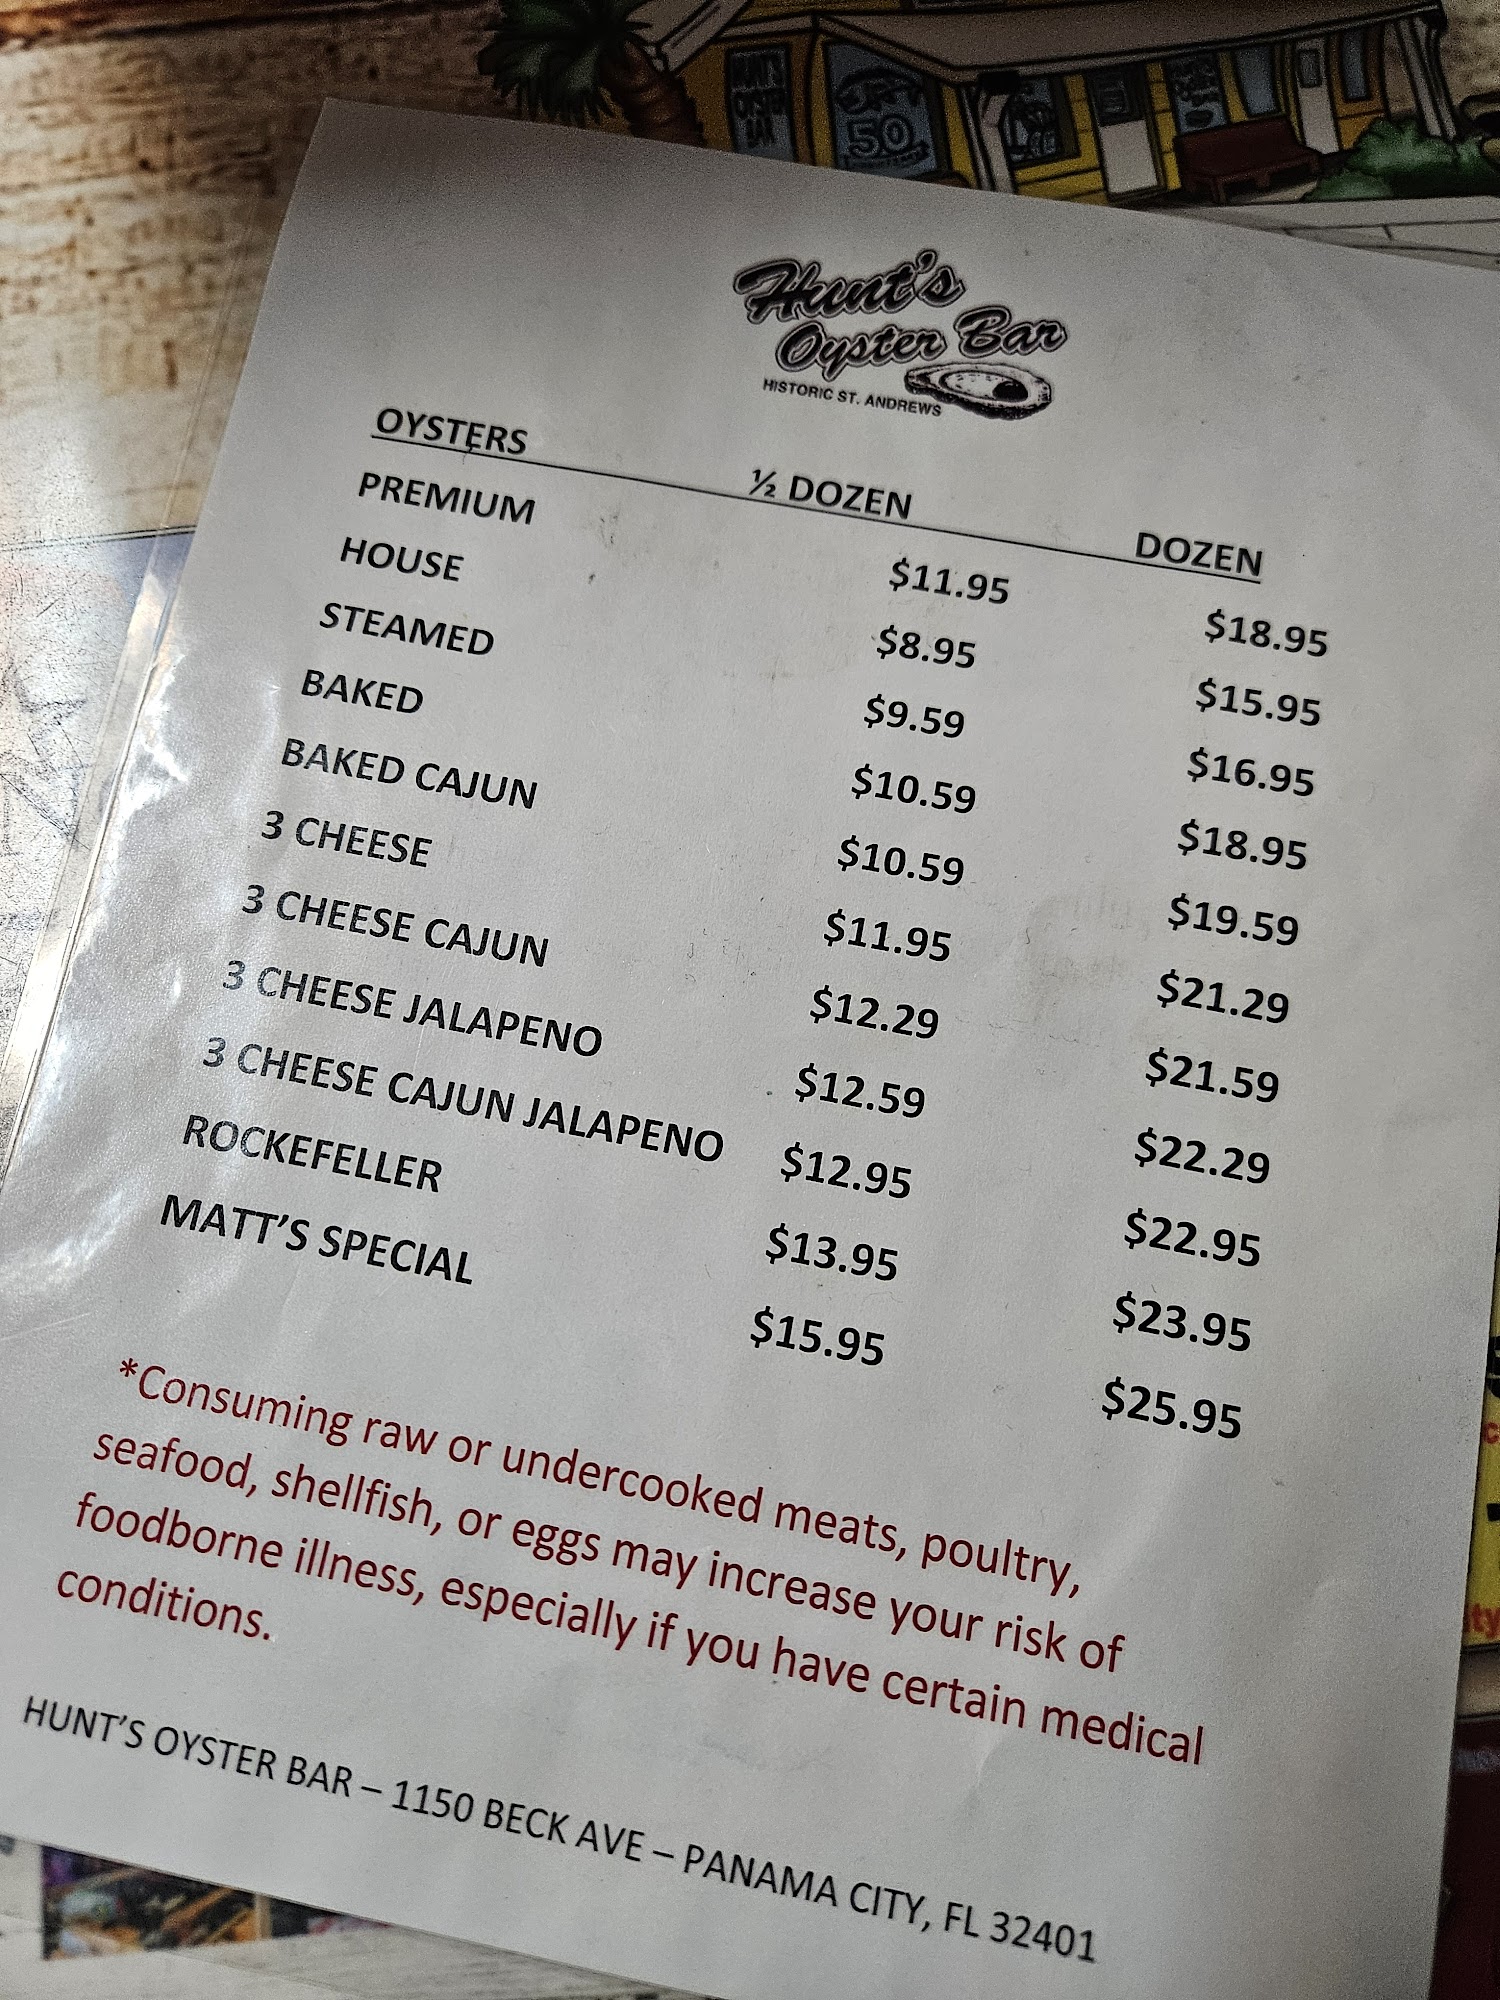 HUNT'S
OYSTER
BAR
50
Hunt's
Oyster Bar
HISTORIC ST. ANDREWS
OYSTERS ½ DOZEN DOZEN
PREMIUM $11.95 $18.95
HOUSE $8.95 $15.95
STEAMED $9.59 $16.95
BAKED $10.59 $18.95
BAKED CAJUN $10.59 $19.59
3 CHEESE $11.95 $21.29
3 CHEESE CAJUN $12.29 $21.59
3 CHEESE JALAPENO $12.59 $22.29
3 CHEESE CAJUN JALAPENO $12.95 $22.95
ROCKEFELLER $13.95 $23.95
MATT'S SPECIAL $15.95 $25.95
*Consuming raw or undercooked meats, poultry,
seafood, shellfish, or eggs may increase your risk of
foodborne illness, especially if you have certain medical
conditions.
HUNT'S OYSTER BAR – 1150 BECK AVE – PANAMA CITY, FL 32401